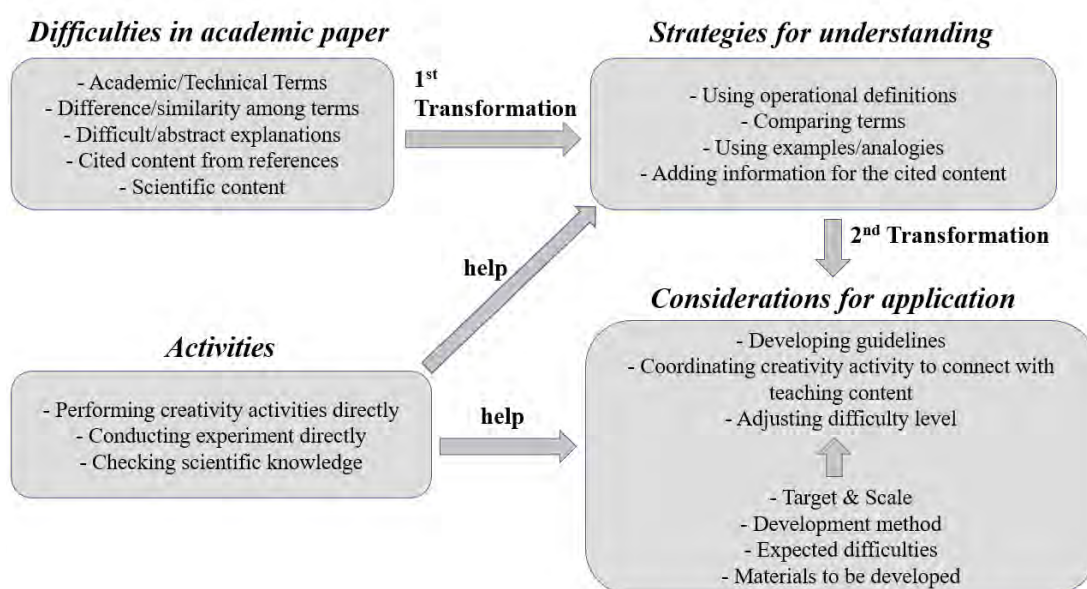 Difficulties in academic paper
- Academic/Technical Terms
- Difference/similarity among terms
- Difficult/abstract explanations
- Cited content from references
- Scientific content
1st
Transformation
Strategies for understanding
- Using operational definitions
- Comparing terms
- Using examples/analogies
- Adding information for the cited content
2nd Transformation
help
Activities
- Performing creativity activities directly
- Conducting experiment directly
- Checking scientific knowledge
help
Considerations for application
- Developing guidelines
- Coordinating creativity activity to connect with
teaching content
- Adjusting difficulty level
- Target & Scale
- Development method
- Expected difficulties
- Materials to be developed